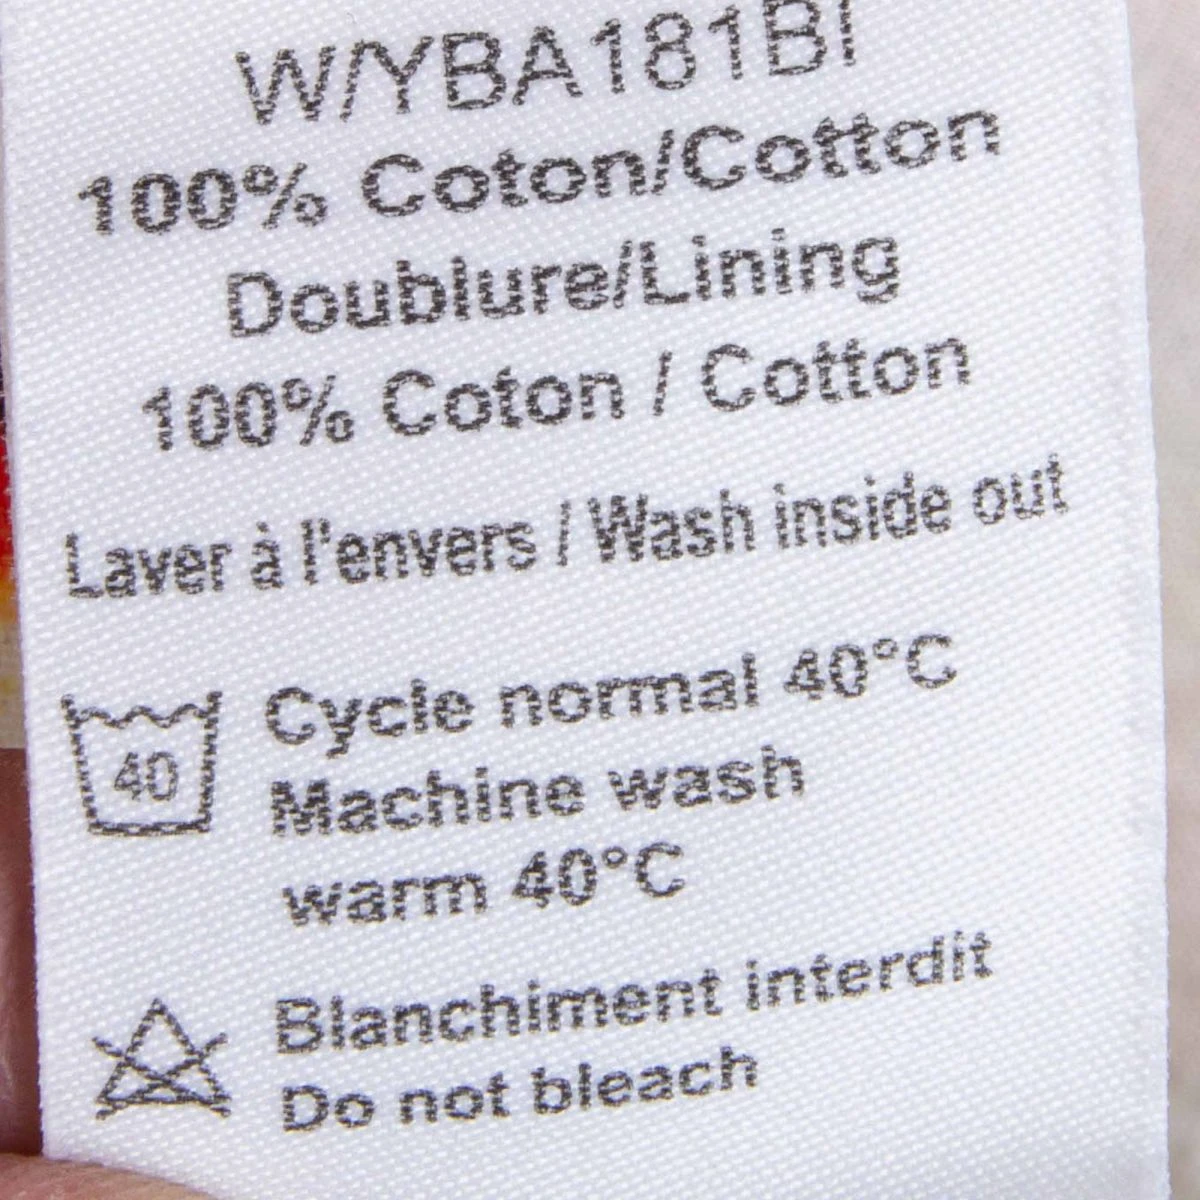 W/YBA181BI
100% Coton/Cotton
Doublure/Lining
100% Coton / Cotton
Laver à l'envers / Wash inside out
40
Cycle normal 40°C
Machine wash
warm 40°C
Blanchiment interdit
Do not bleach